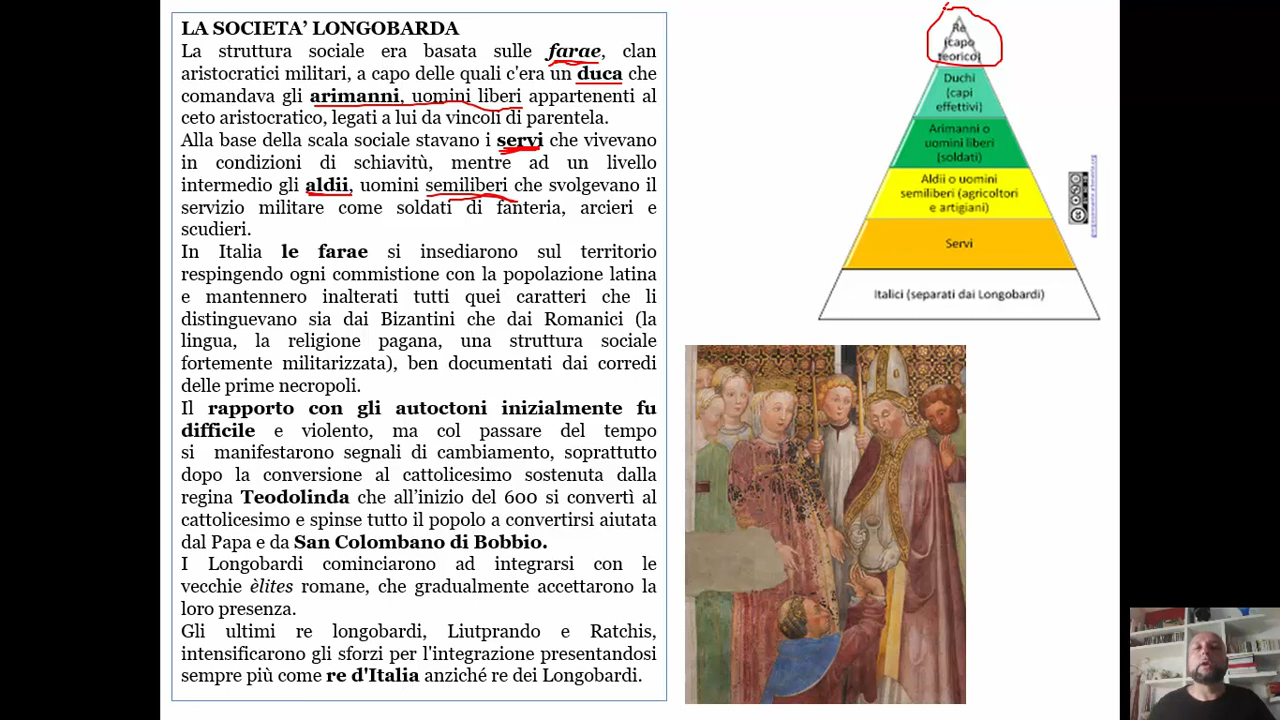 LA SOCIETA’ LONGOBARDA
La struttura sociale era basata sulle farae, clan
aristocratici militari, a capo delle quali c'era un duca che
comandava gli arimanni, uomini liberi appartenenti al
ceto aristocratico, legati a lui da vincoli di parentela.
Alla base della scala sociale stavano i servi che vivevano
in condizioni di schiavitù, mentre ad un livello
intermedio gli aldii, uomini semiliberi che svolgevano il
servizio militare come soldati di fanteria, arcieri e
scudieri.
In Italia le farae si insediarono sul territorio
respingendo ogni commistione con la popolazione latina
e mantennero inalterati tutti quei caratteri che li
distinguevano sia dai Bizantini che dai Romanici (la
lingua, la religione pagana, una struttura sociale
fortemente militarizzata), ben documentati dai corredi
delle prime necropoli.
Il rapporto con gli autoctoni inizialmente fu
difficile e violento, ma col passare del tempo
si manifestarono segnali di cambiamento, soprattutto
dopo la conversione al cattolicesimo sostenuta dalla
regina Teodolinda che all’inizio del 600 si convertì al
cattolicesimo e spinse tutto il popolo a convertirsi aiutata
dal Papa e da San Colombano di Bobbio.
I Longobardi cominciarono ad integrarsi con le
vecchie èlites romane, che gradualmente accettarono la
loro presenza.
Gli ultimi re longobardi, Liutprando e Ratchis,
intensificarono gli sforzi per l'integrazione presentandosi
sempre più come re d'Italia anziché re dei Longobardi.
Re
(capo
teorico)
Duchi
(capi
effettivi)
Arimanni o
uomini liberi
(soldati)
Aldii o uomini
semiliberi (agricoltori
e artigiani)
Servi
Italici (separati dai Longobardi)